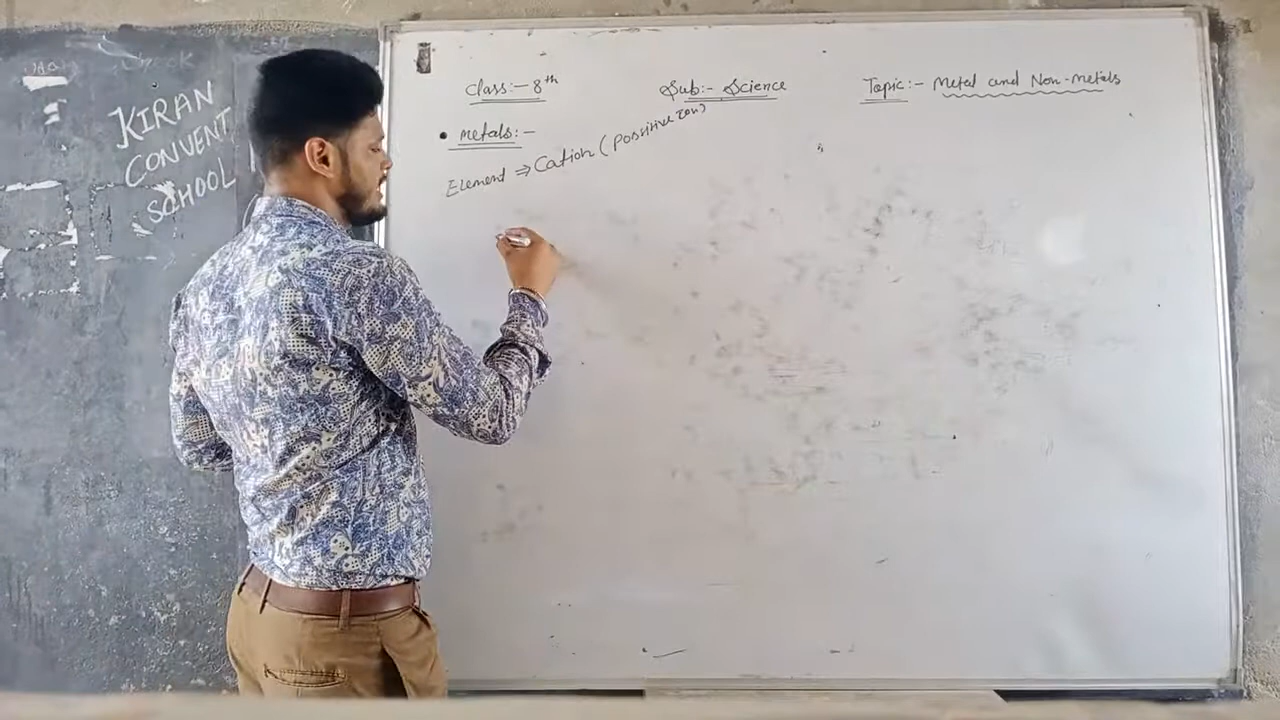 KIRAN
CONVENT
SCHOOL
Class:- 8th
Sub:- Science
Topic:- Metal and Non-metals
• Metals:-
Element ⇒ Cation (Possitive Ion)